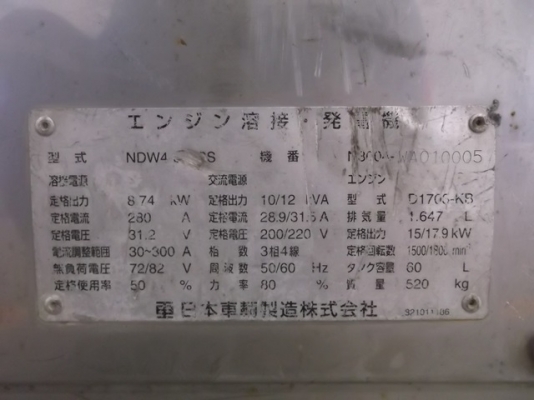 エンジン溶接・発電機
型式 NDW4 SS 機番 A010005
溶接電源 交流電源 エンジン
定格出力 8.74 kW 定格出力 10/12 kVA 型式 D1703-KB
定格電流 280 A 定格電流 28.9/31.5 A 排気量 1.647 L
定格電圧 31.2 V 定格電圧 200/220 V 定格出力 15/17.9 kW
電流調整範囲 30~300 A 相数 3相4線 定格回転数 1500/1800 min⁻¹
無負荷電圧 72/82 V 周波数 50/60 Hz タンク容量 60 L
定格使用率 50 % 力率 80 % 質量 520 kg
日本車輌製造株式会社